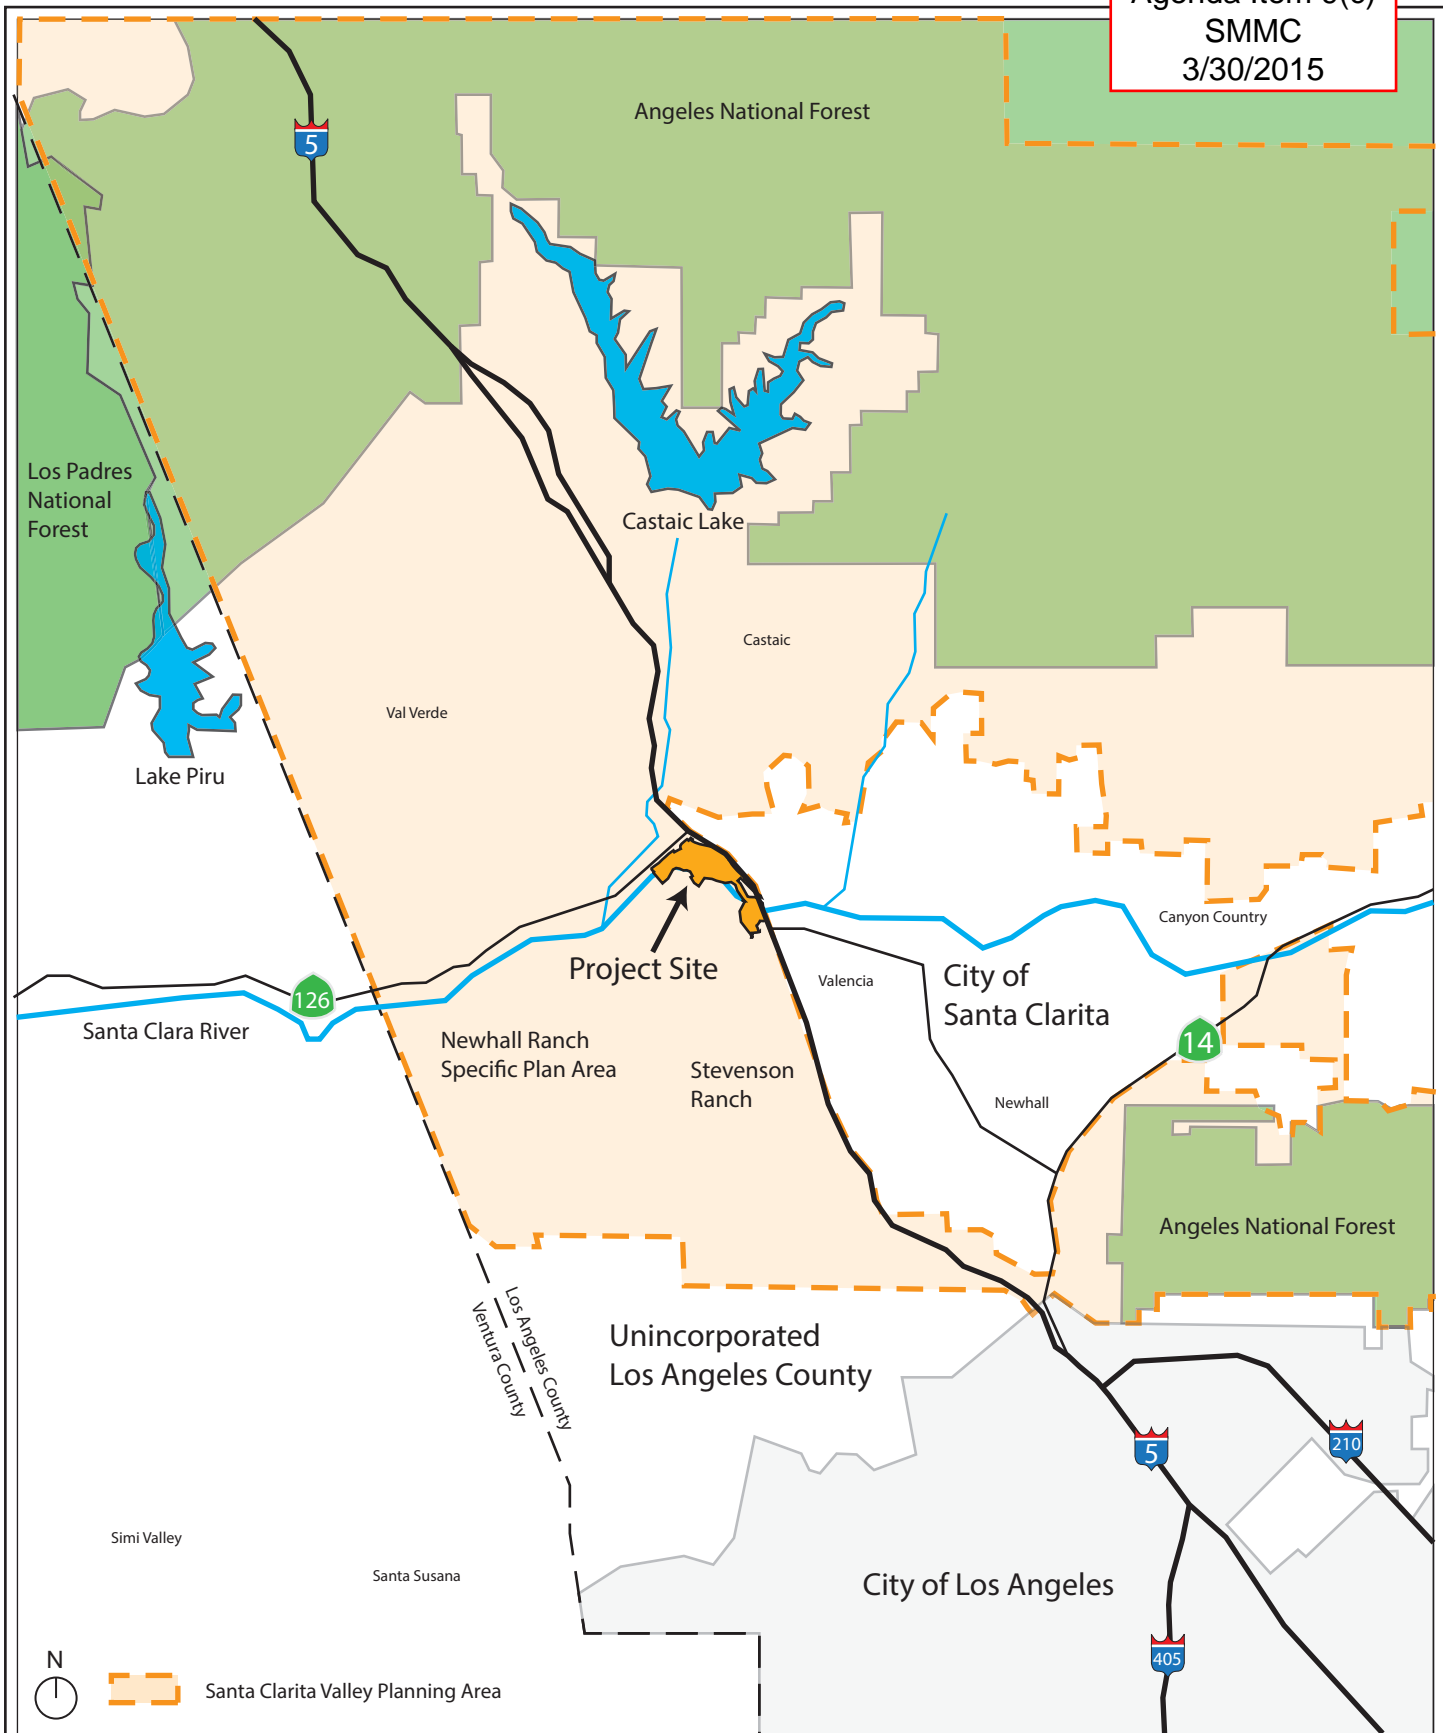 SMMC
3/30/2015
Angeles National Forest
5
Los Padres
National
Forest
Castaic Lake
Castaic
Val Verde
Lake Piru
Canyon Country
Project Site
Valencia
City of
Santa Clarita
126
Santa Clara River
Newhall Ranch
Specific Plan Area
Stevenson
Ranch
14
Newhall
Angeles National Forest
Los Angeles County
Ventura County
Unincorporated
Los Angeles County
5
210
Simi Valley
Santa Susana
City of Los Angeles
405
N
Santa Clarita Valley Planning Area